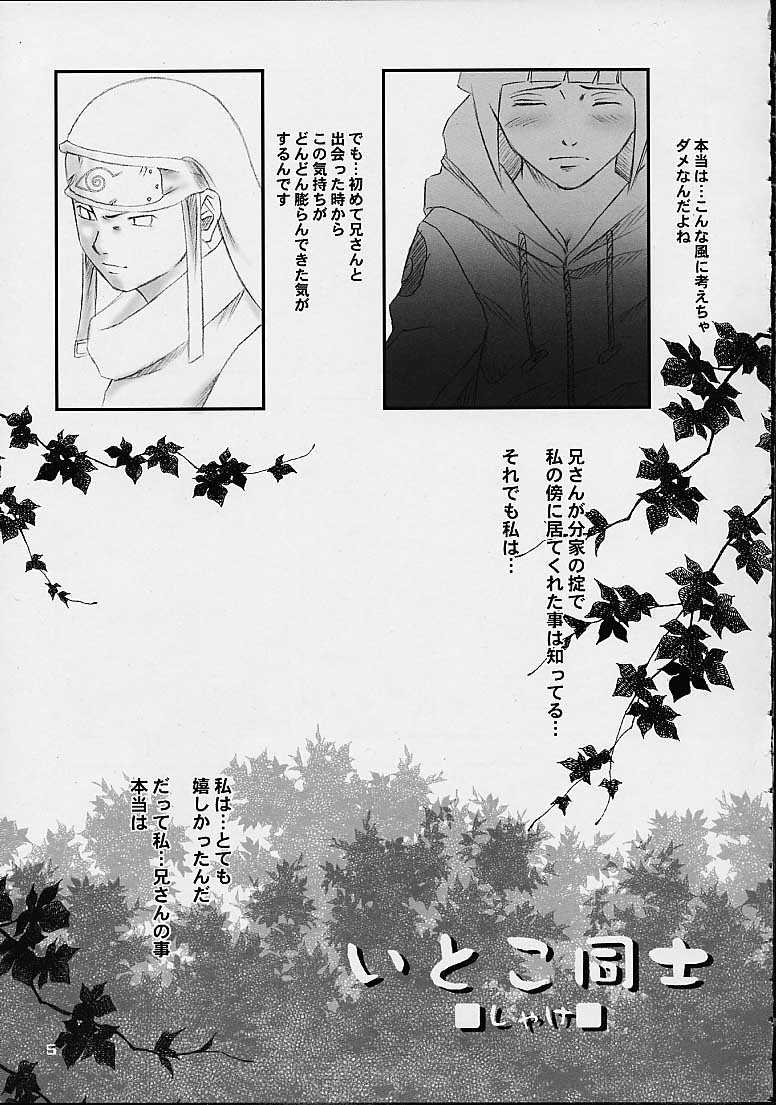 本当は…こんな風に考えちゃ
ダメなんだよね
でも…初めて兄さんと
出会った時から
この気持ちが
どんどん膨らんできた気が
するんです
兄さんが分家の掟で
私の傍に居てくれた事は知ってる…
それでも私は…
私は…とても
嬉しかったんだ
だって私…兄さんの事
本当は
いとこ同士
■じゃけ■
5